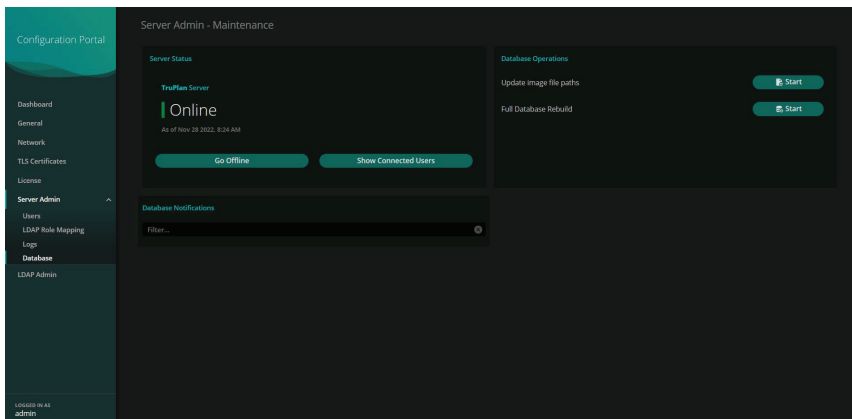 Configuration Portal
Dashboard
General
Network
TLS Certificates
License
Server Admin
Users
LDAP Role Mapping
Logs
Database
LDAP Admin
LOGGED IN AS
admin
Server Admin - Maintenance
Server Status
TruPlan Server
Online
As of Nov 28 2022, 8:24 AM
Go Offline
Show Connected Users
Database Operations
Update image file paths
Start
Full Database Rebuild
Start
Database Notifications
Filter...